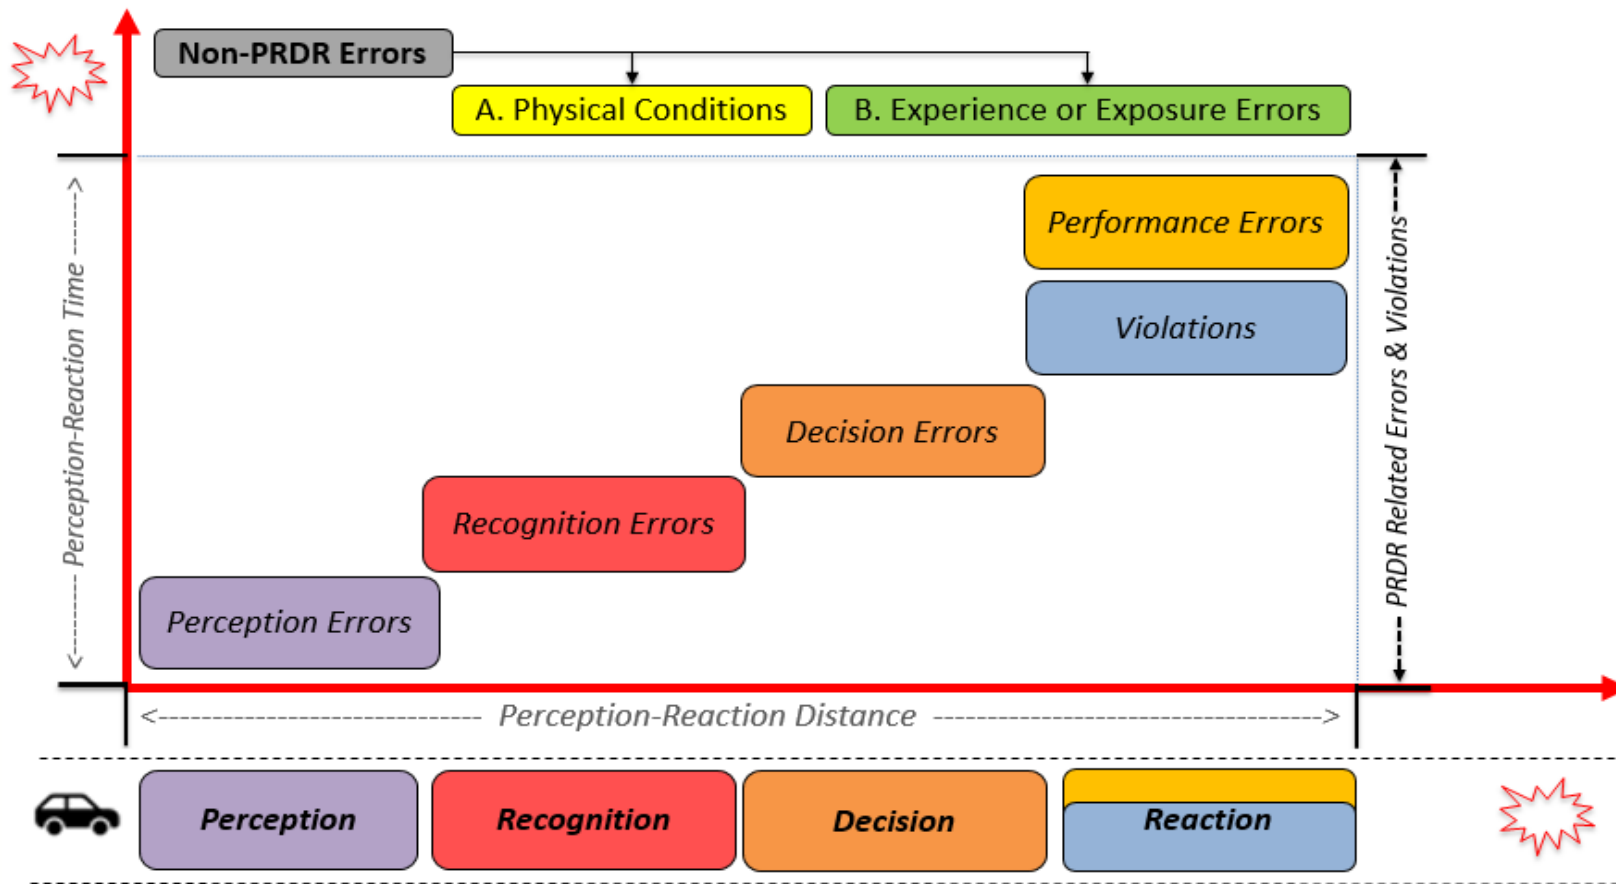 Non-PRDR Errors
A. Physical Conditions
B. Experience or Exposure Errors
Performance Errors
Violations
Decision Errors
Recognition Errors
Perception Errors
<------ Perception-Reaction Time ------>
PRDR Related Errors & Violations
<------------------------------ Perception-Reaction Distance ------------------------------------>
Perception
Recognition
Decision
Reaction